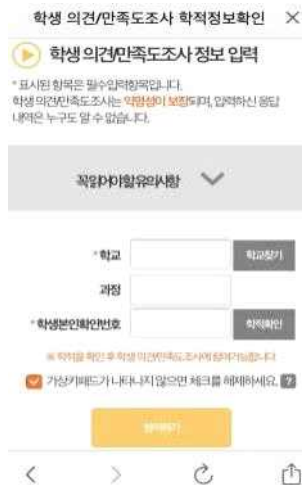 학생 의견/만족도조사 학적정보확인
학생 의견/만족도조사 정보 입력
* 표시된 항목은 필수입력항목입니다.
학생 의견/만족도조사는 익명성이 보장되며, 입력하신 응답
내역은 누구도 알 수 없습니다.
꼭읽어야할유의사항
* 학교
학교찾기
과정
* 학생본인확인번호
학적확인
※ 학적을 확인 후 학생 의견/만족도조사에 참여가능합니다
가상키패드가 나타나지 않으면 체크를 해제하세요. ?